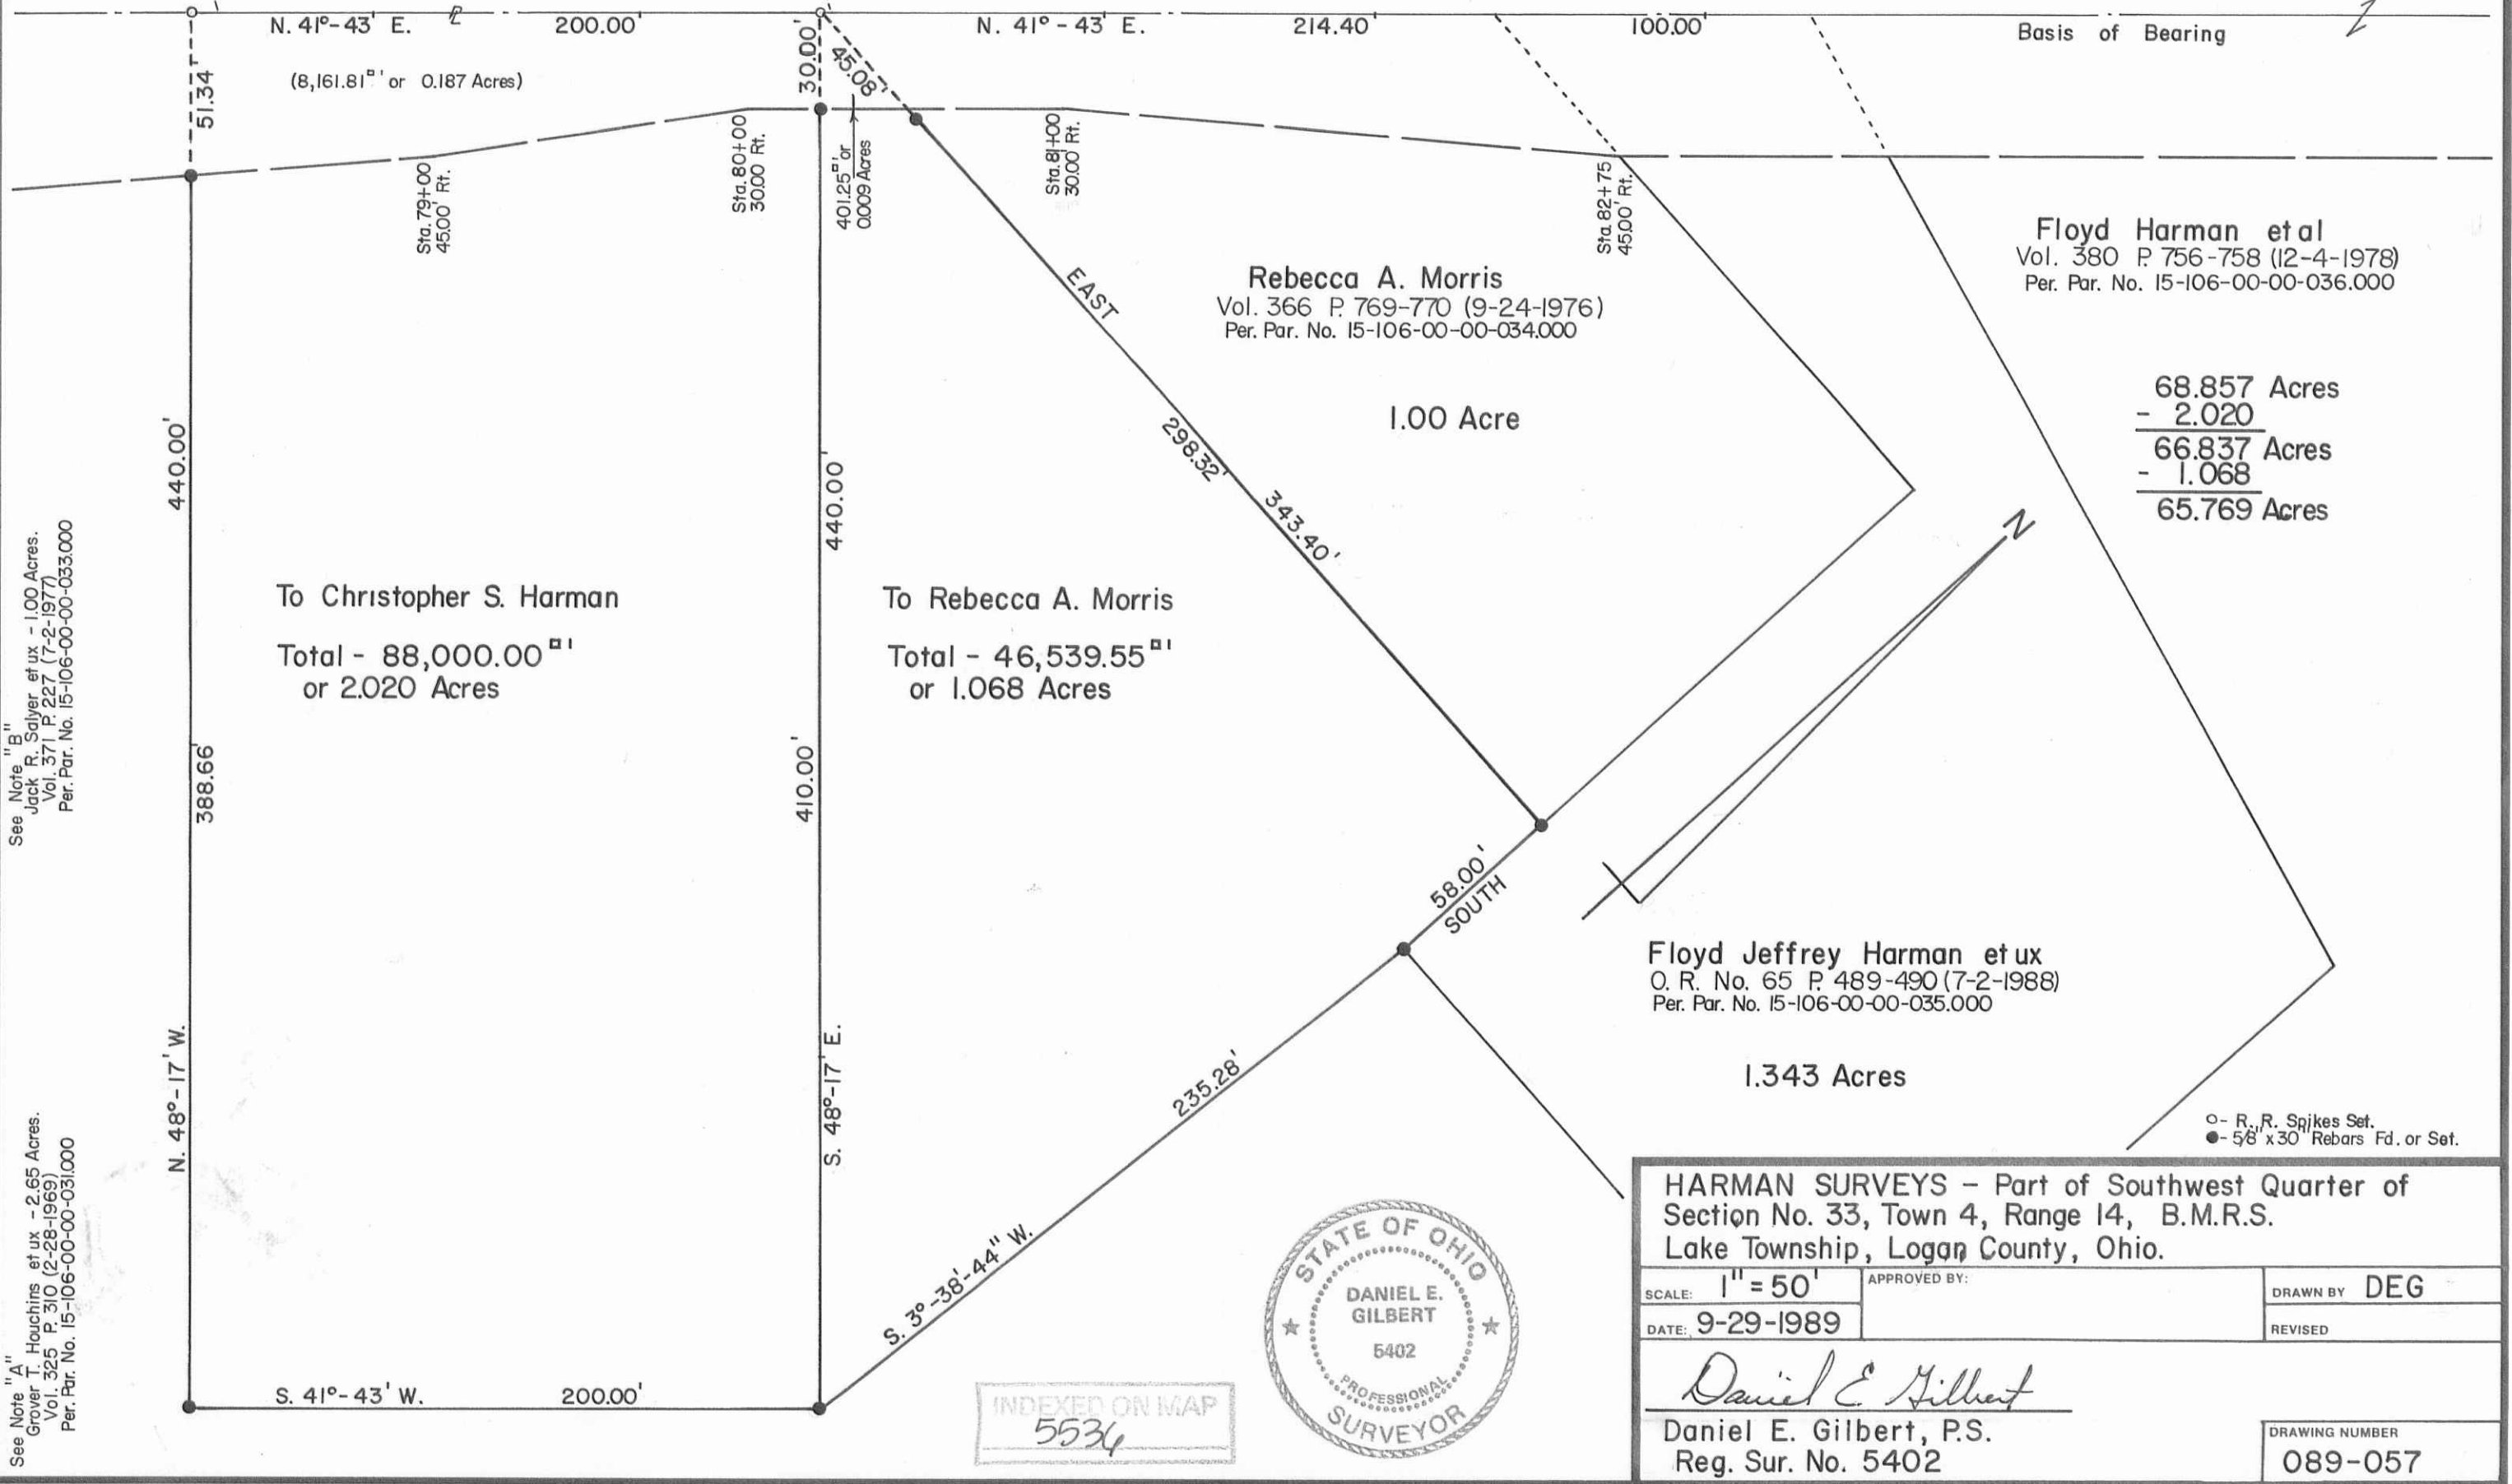 N. 41°-43' E. ℄ 200.00'
N. 41°-43' E. 214.40' 100.00'
Basis of Bearing
51.34'
(8,161.81□' or 0.187 Acres)
30.00'
45.08'
Sta. 79+00
45.00' Rt.
Sta. 80+00
30.00 Rt.
401.25□' or
0.009 Acres
Sta. 81+00
30.00' Rt.
Sta. 82+75
45.00' Rt.
EAST
298.32'
343.40'
Rebecca A. Morris
Vol. 366 P. 769-770 (9-24-1976)
Per. Par. No. 15-106-00-00-034.000
1.00 Acre
Floyd Harman et al
Vol. 380 P. 756-758 (12-4-1978)
Per. Par. No. 15-106-00-00-036.000
68.857 Acres
- 2.020
66.837 Acres
- 1.068
65.769 Acres
N
440.00'
388.66'
N. 48°-17' W.
440.00'
410.00'
S. 48°-17' E.
See Note "B"
Jack R. Salyer et ux - 1.00 Acres.
Vol. 371 P. 227 (7-2-1977)
Per. Par. No. 15-106-00-00-033.000
To Christopher S. Harman
Total - 88,000.00□'
or 2.020 Acres
To Rebecca A. Morris
Total - 46,539.55□'
or 1.068 Acres
58.00'
SOUTH
235.28'
S. 3°-38'-44" W.
Floyd Jeffrey Harman et ux
O. R. No. 65 P. 489-490 (7-2-1988)
Per. Par. No. 15-106-00-00-035.000
1.343 Acres
See Note "A"
Grover T. Houchins et ux - 2.65 Acres.
Vol. 325 P. 310 (2-28-1969)
Per. Par. No. 15-106-00-00-031.000
S. 41°-43' W. 200.00'
INDEXED ON MAP
5536
STATE OF OHIO
DANIEL E.
GILBERT
5402
PROFESSIONAL
SURVEYOR
○- R. R. Spikes Set.
●- 5/8" x 30" Rebars Fd. or Set.
HARMAN SURVEYS - Part of Southwest Quarter of
Section No. 33, Town 4, Range 14, B.M.R.S.
Lake Township, Logan County, Ohio.
SCALE: 1" = 50'
APPROVED BY:
DRAWN BY DEG
DATE: 9-29-1989
REVISED
Daniel E. Gilbert
Daniel E. Gilbert, P.S.
Reg. Sur. No. 5402
DRAWING NUMBER
089-057